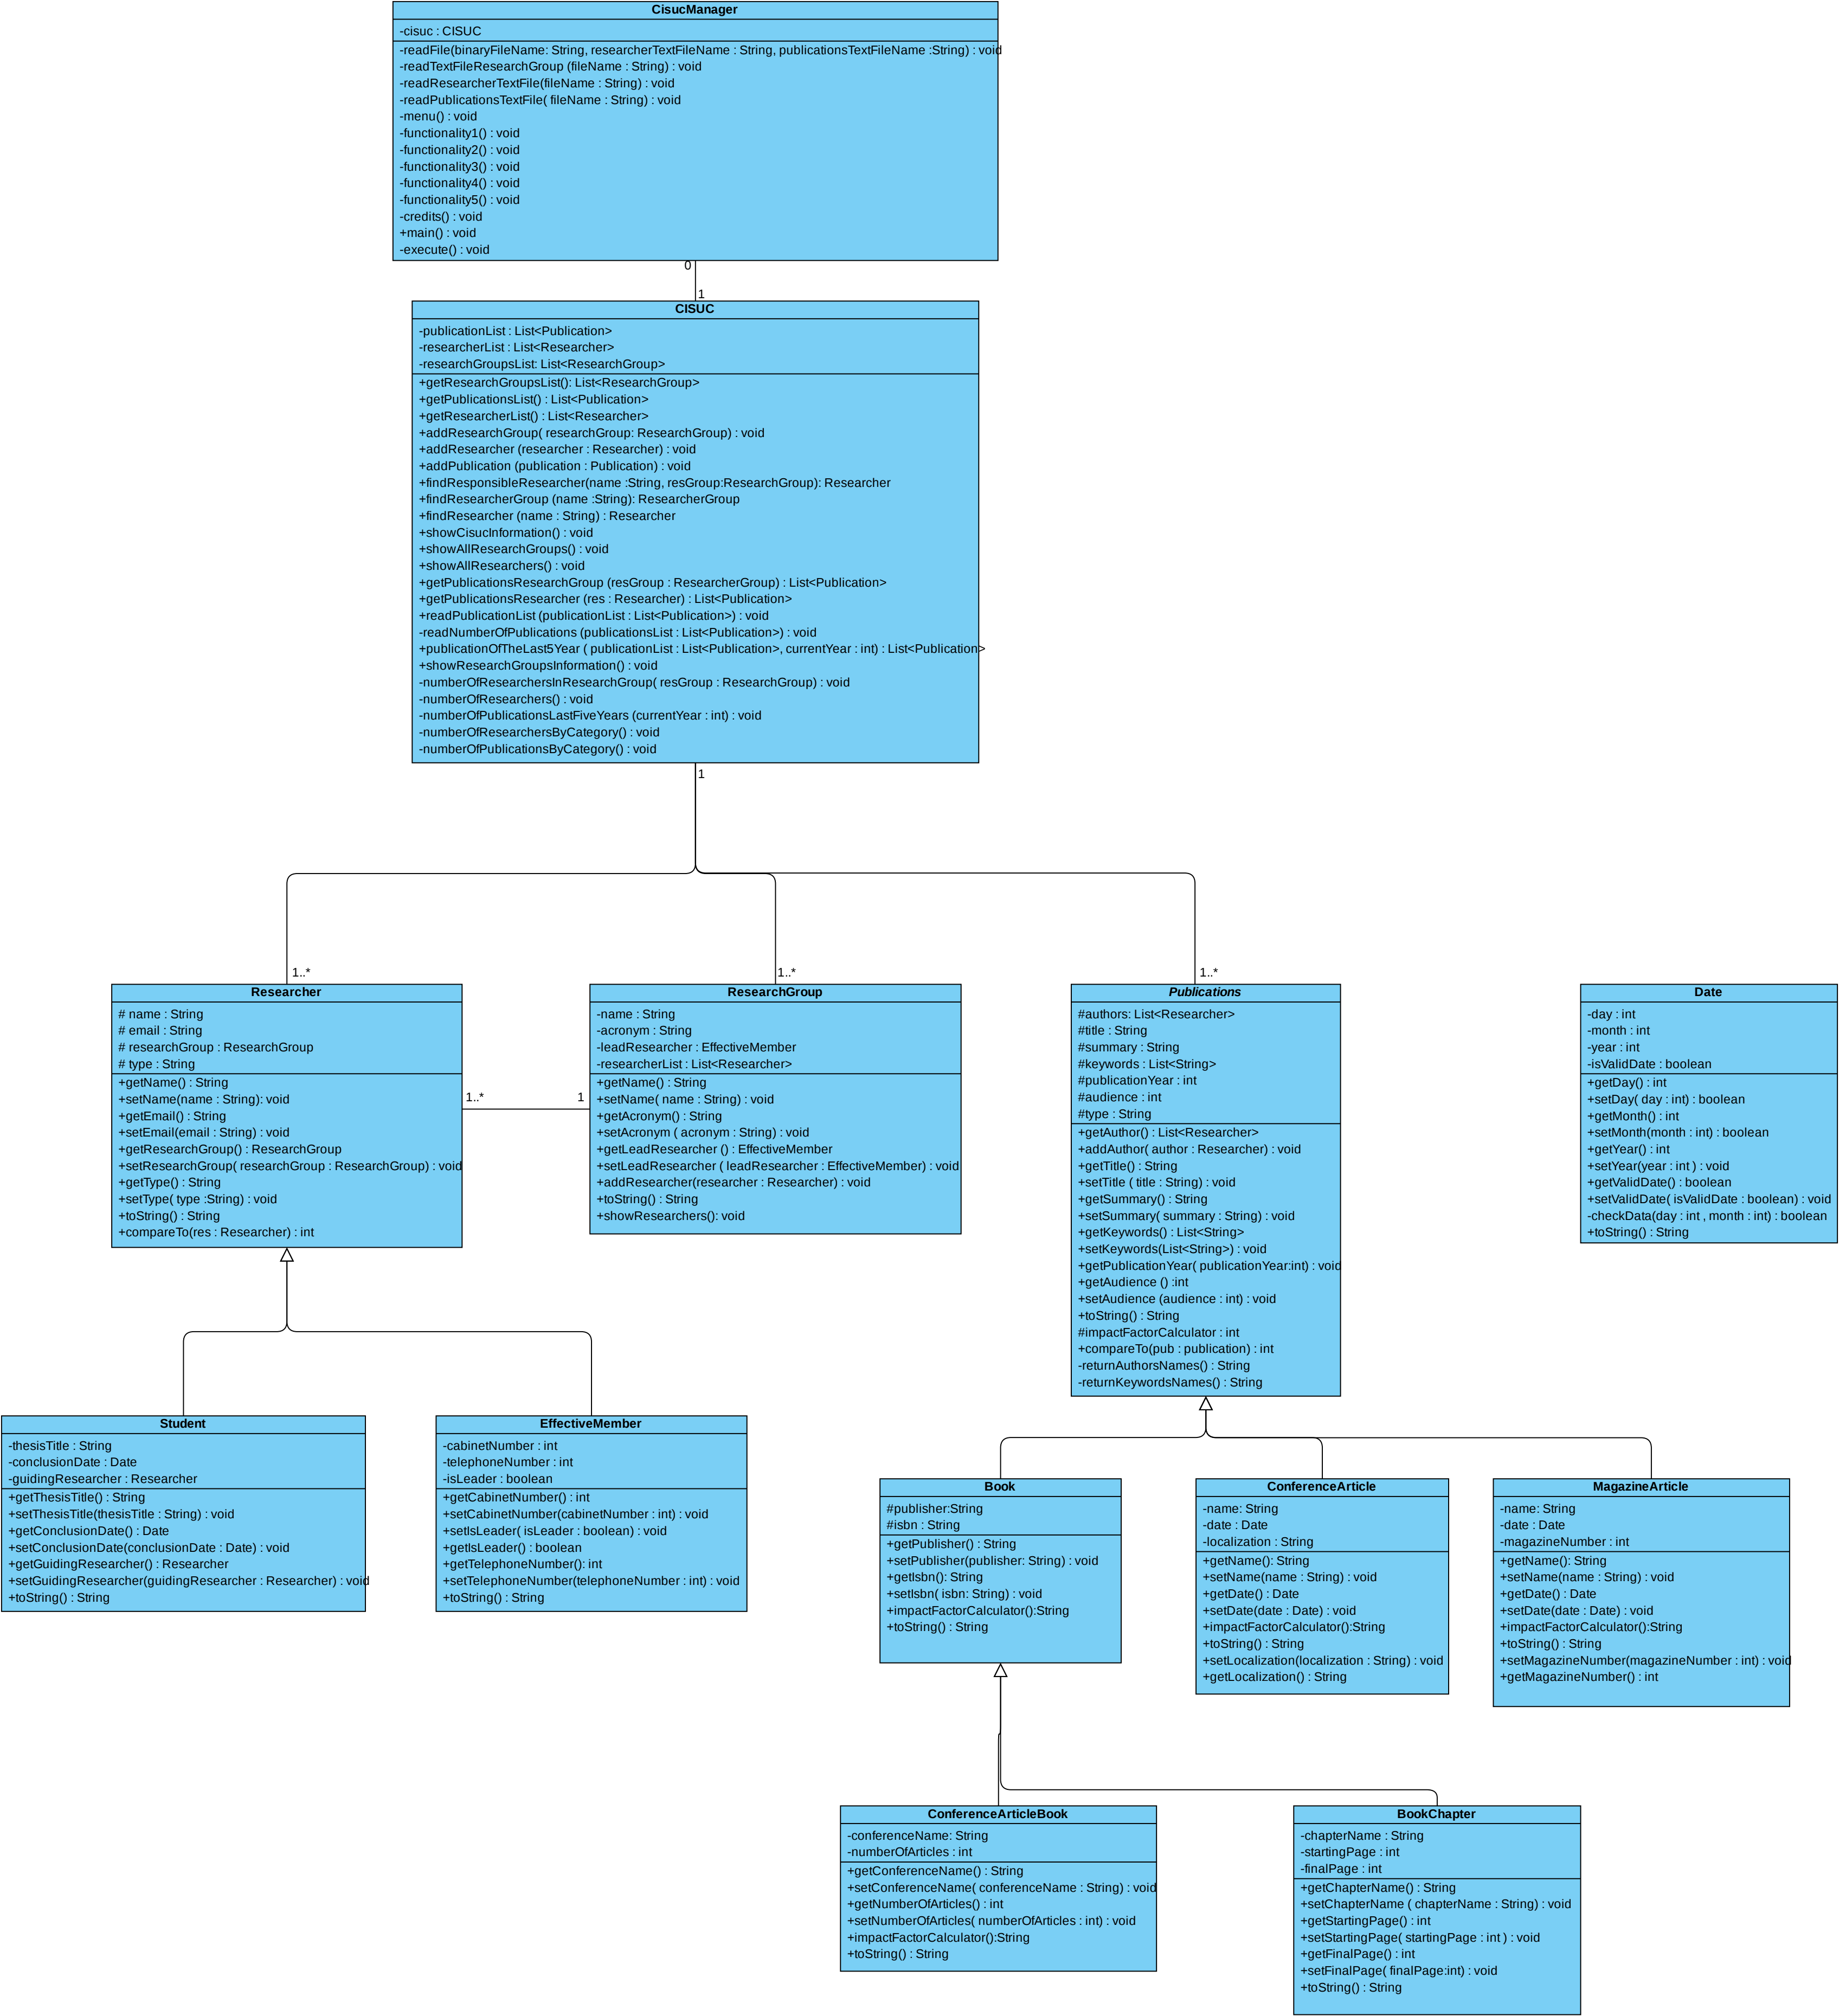 CisucManager
-cisuc : CISUC
-readFile(binaryFileName: String, researcherTextFileName : String, publicationsTextFileName :String) : void
-readTextFileResearchGroup (fileName : String) : void
-readResearcherTextFile(fileName : String) : void
-readPublicationsTextFile( fileName : String) : void
-menu() : void
-functionality1() : void
-functionality2() : void
-functionality3() : void
-functionality4() : void
-functionality5() : void
-credits() : void
+main() : void
-execute() : void
0
1
CISUC
-publicationList : List<Publication>
-researcherList : List<Researcher>
-researchGroupsList: List<ResearchGroup>
+getResearchGroupsList(): List<ResearchGroup>
+getPublicationsList() : List<Publication>
+getResearcherList() : List<Researcher>
+addResearchGroup( researchGroup: ResearchGroup) : void
+addResearcher (researcher : Researcher) : void
+addPublication (publication : Publication) : void
+findResponsibleResearcher(name :String, resGroup:ResearchGroup): Researcher
+findResearcherGroup (name :String): ResearcherGroup
+findResearcher (name : String) : Researcher
+showCisucInformation() : void
+showAllResearchGroups() : void
+showAllResearchers() : void
+getPublicationsResearchGroup (resGroup : ResearcherGroup) : List<Publication>
+getPublicationsResearcher (res : Researcher) : List<Publication>
+readPublicationList (publicationList : List<Publication>) : void
-readNumberOfPublications (publicationsList : List<Publication>) : void
+publicationOfTheLast5Year ( publicationList : List<Publication>, currentYear : int) : List<Publication>
+showResearchGroupsInformation() : void
-numberOfResearchersInResearchGroup( resGroup : ResearchGroup) : void
-numberOfResearchers() : void
-numberOfPublicationsLastFiveYears (currentYear : int) : void
-numberOfResearchersByCategory() : void
-numberOfPublicationsByCategory() : void
1
1..*
1..*
1..*
Researcher
# name : String
# email : String
# researchGroup : ResearchGroup
# type : String
+getName() : String
+setName(name : String): void
+getEmail() : String
+setEmail(email : String) : void
+getResearchGroup() : ResearchGroup
+setResearchGroup( researchGroup : ResearchGroup) : void
+getType() : String
+setType( type :String) : void
+toString() : String
+compareTo(res : Researcher) : int
1..*
1
ResearchGroup
-name : String
-acronym : String
-leadResearcher : EffectiveMember
-researcherList : List<Researcher>
+getName() : String
+setName( name : String) : void
+getAcronym() : String
+setAcronym ( acronym : String) : void
+getLeadResearcher () : EffectiveMember
+setLeadResearcher ( leadResearcher : EffectiveMember) : void
+addResearcher(researcher : Researcher) : void
+toString() : String
+showResearchers(): void
Publications
#authors: List<Researcher>
#title : String
#summary : String
#keywords : List<String>
#publicationYear : int
#audience : int
#type : String
+getAuthor() : List<Researcher>
+addAuthor( author : Researcher) : void
+getTitle() : String
+setTitle ( title : String) : void
+getSummary() : String
+setSummary( summary : String) : void
+getKeywords() : List<String>
+setKeywords(List<String>) : void
+getPublicationYear( publicationYear:int) : void
+getAudience () :int
+setAudience (audience : int) : void
+toString() : String
#impactFactorCalculator : int
+compareTo(pub : publication) : int
-returnAuthorsNames() : String
-returnKeywordsNames() : String
Date
-day : int
-month : int
-year : int
-isValidDate : boolean
+getDay() : int
+setDay( day : int) : boolean
+getMonth() : int
+setMonth(month : int) : boolean
+getYear() : int
+setYear(year : int ) : void
+getValidDate() : boolean
+setValidDate( isValidDate : boolean) : void
-checkData(day : int , month : int) : boolean
+toString() : String
Student
-thesisTitle : String
-conclusionDate : Date
-guidingResearcher : Researcher
+getThesisTitle() : String
+setThesisTitle(thesisTitle : String) : void
+getConclusionDate() : Date
+setConclusionDate(conclusionDate : Date) : void
+getGuidingResearcher() : Researcher
+setGuidingResearcher(guidingResearcher : Researcher) : void
+toString() : String
EffectiveMember
-cabinetNumber : int
-telephoneNumber : int
-isLeader : boolean
+getCabinetNumber() : int
+setCabinetNumber(cabinetNumber : int) : void
+setIsLeader( isLeader : boolean) : void
+getIsLeader() : boolean
+getTelephoneNumber(): int
+setTelephoneNumber(telephoneNumber : int) : void
+toString() : String
Book
#publisher:String
#isbn : String
+getPublisher() : String
+setPublisher(publisher: String) : void
+getIsbn(): String
+setIsbn( isbn: String) : void
+impactFactorCalculator():String
+toString() : String
ConferenceArticle
-name: String
-date : Date
-localization : String
+getName(): String
+setName(name : String) : void
+getDate() : Date
+setDate(date : Date) : void
+impactFactorCalculator():String
+toString() : String
+setLocalization(localization : String) : void
+getLocalization() : String
MagazineArticle
-name: String
-date : Date
-magazineNumber : int
+getName(): String
+setName(name : String) : void
+getDate() : Date
+setDate(date : Date) : void
+impactFactorCalculator():String
+toString() : String
+setMagazineNumber(magazineNumber : int) : void
+getMagazineNumber() : int
ConferenceArticleBook
-conferenceName: String
-numberOfArticles : int
+getConferenceName() : String
+setConferenceName( conferenceName : String) : void
+getNumberOfArticles() : int
+setNumberOfArticles( numberOfArticles : int) : void
+impactFactorCalculator():String
+toString() : String
BookChapter
-chapterName : String
-startingPage : int
-finalPage : int
+getChapterName() : String
+setChapterName ( chapterName : String) : void
+getStartingPage() : int
+setStartingPage( startingPage : int ) : void
+getFinalPage() : int
+setFinalPage( finalPage:int) : void
+toString() : String